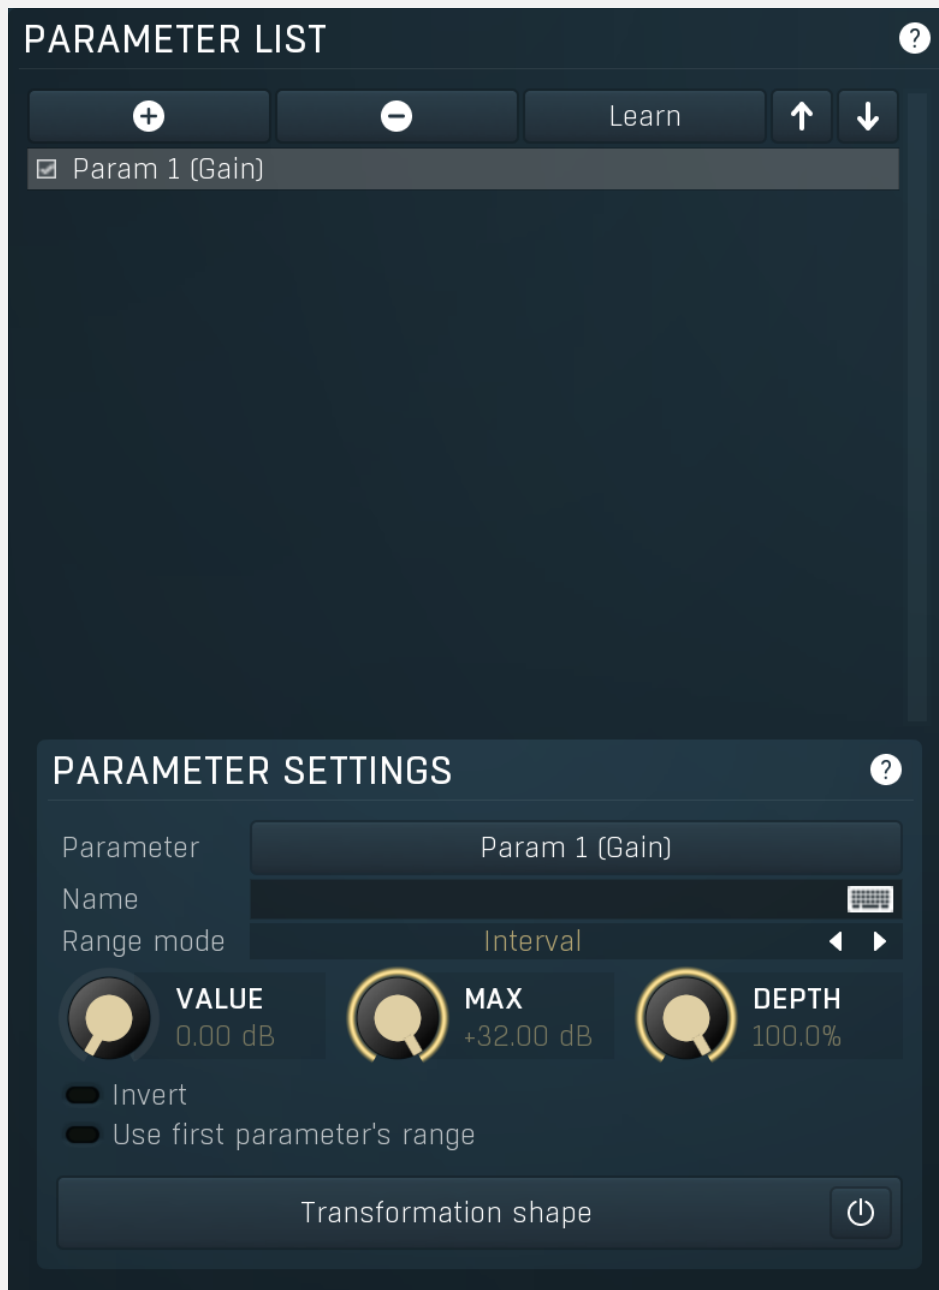 PARAMETER LIST ?
Learn
Param 1 (Gain)
PARAMETER SETTINGS ?
Parameter Param 1 (Gain)
Name
Range mode Interval
VALUE MAX DEPTH
0.00 dB +32.00 dB 100.0%
Invert
Use first parameter's range
Transformation shape